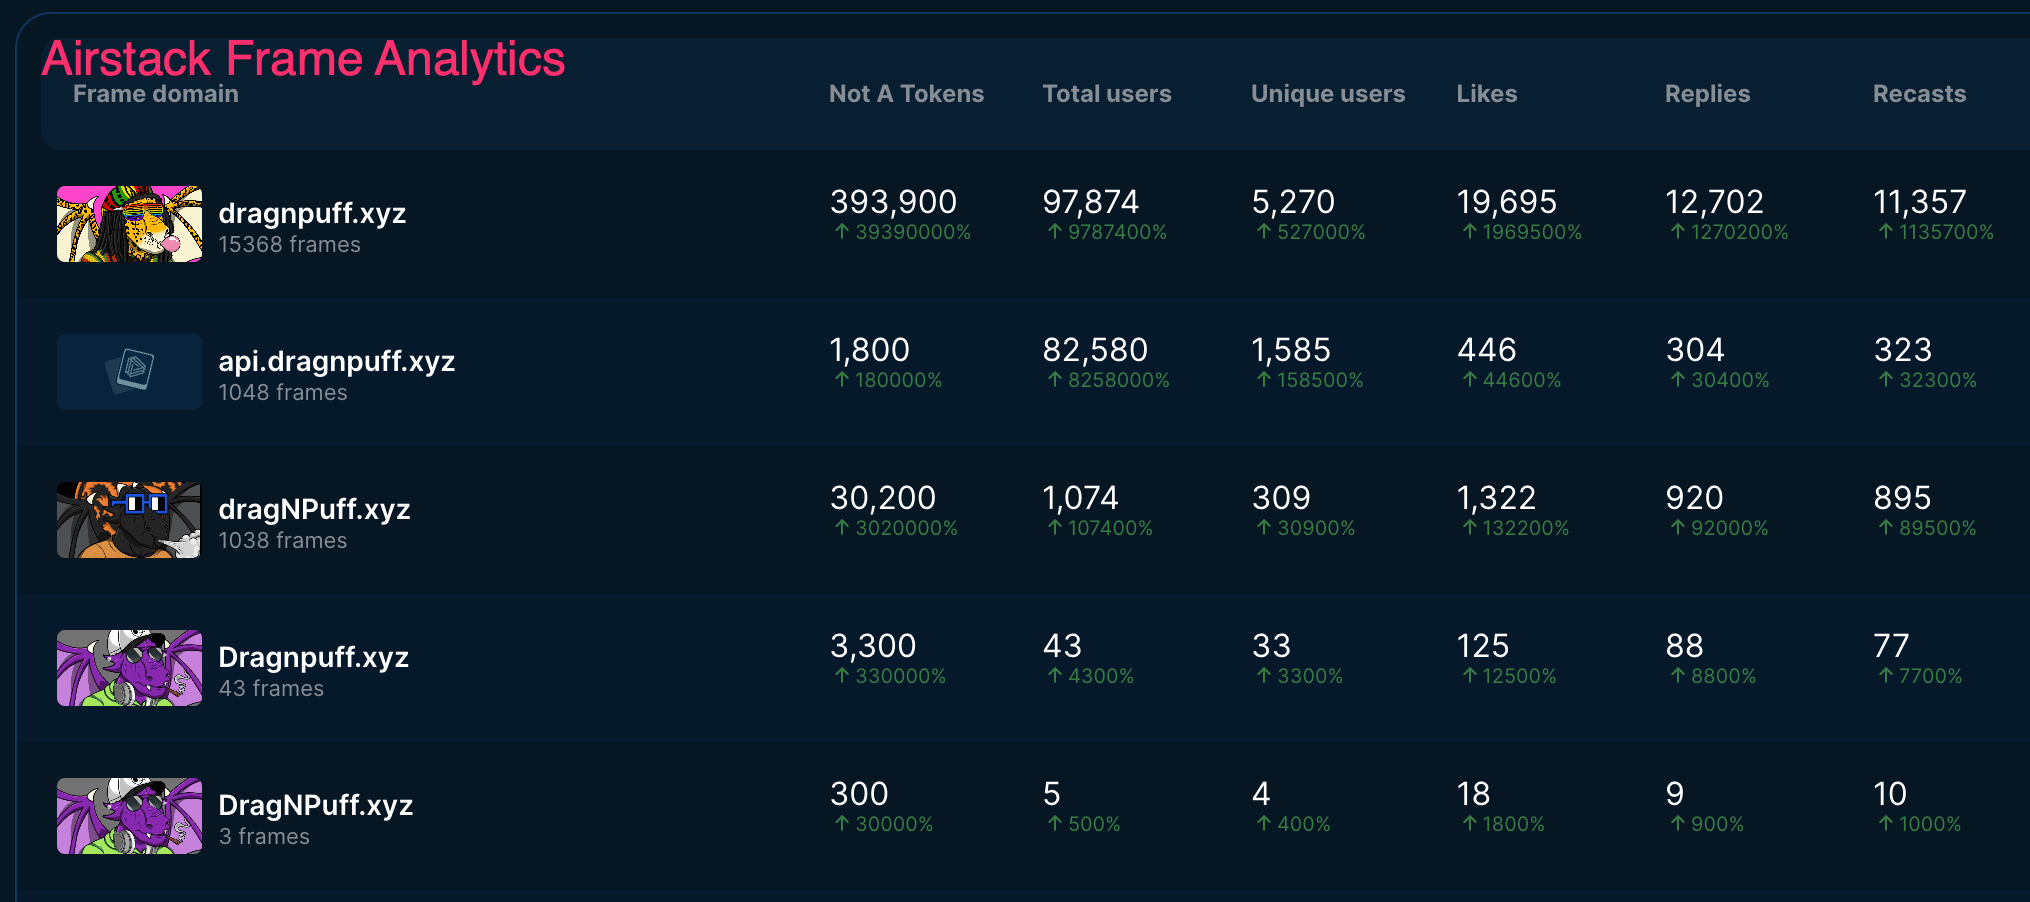 Airstack Frame Analytics
Frame domain Not A Tokens Total users Unique users Likes Replies Recasts
dragnpuff.xyz 393,900 97,874 5,270 19,695 12,702 11,357
15368 frames ↑ 39390000% ↑ 9787400% ↑ 527000% ↑ 1969500% ↑ 1270200% ↑ 1135700%
api.dragnpuff.xyz 1,800 82,580 1,585 446 304 323
1048 frames ↑ 180000% ↑ 8258000% ↑ 158500% ↑ 44600% ↑ 30400% ↑ 32300%
dragNPuff.xyz 30,200 1,074 309 1,322 920 895
1038 frames ↑ 3020000% ↑ 107400% ↑ 30900% ↑ 132200% ↑ 92000% ↑ 89500%
Dragnpuff.xyz 3,300 43 33 125 88 77
43 frames ↑ 330000% ↑ 4300% ↑ 3300% ↑ 12500% ↑ 8800% ↑ 7700%
DragNPuff.xyz 300 5 4 18 9 10
3 frames ↑ 30000% ↑ 500% ↑ 400% ↑ 1800% ↑ 900% ↑ 1000%